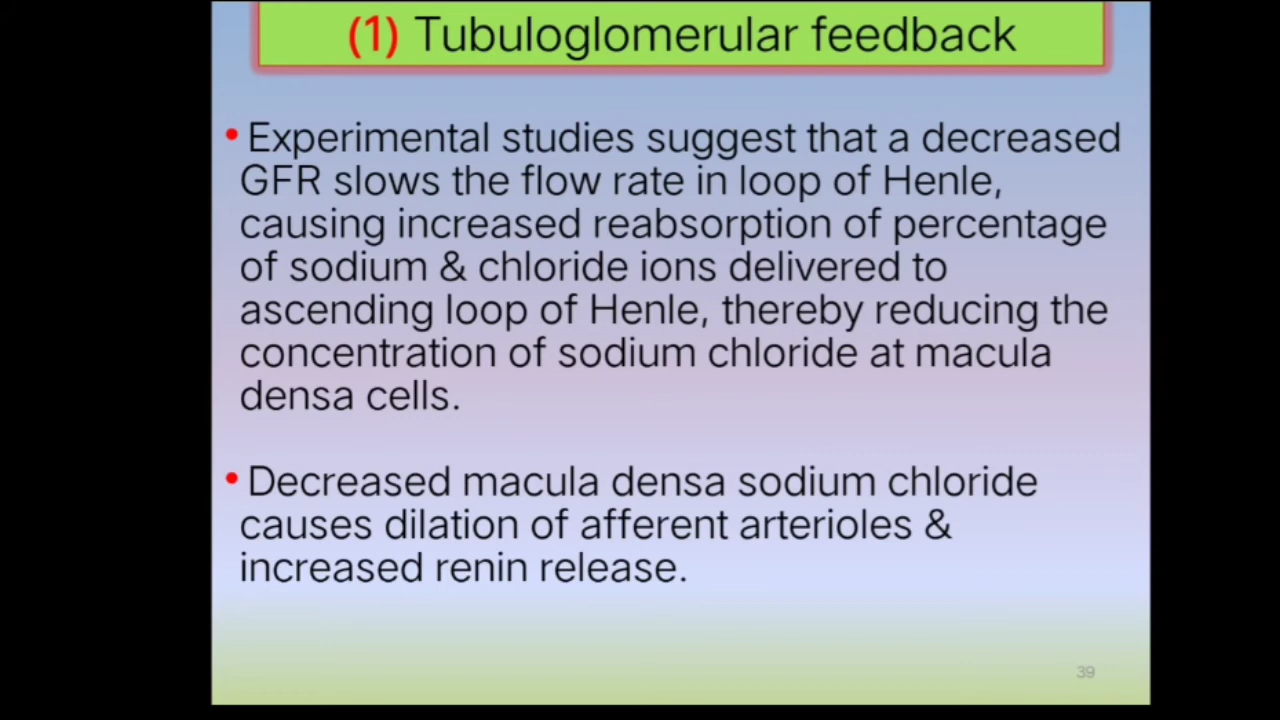 (1) Tubuloglomerular feedback
• Experimental studies suggest that a decreased
GFR slows the flow rate in loop of Henle,
causing increased reabsorption of percentage
of sodium & chloride ions delivered to
ascending loop of Henle, thereby reducing the
concentration of sodium chloride at macula
densa cells.
• Decreased macula densa sodium chloride
causes dilation of afferent arterioles &
increased renin release.
39